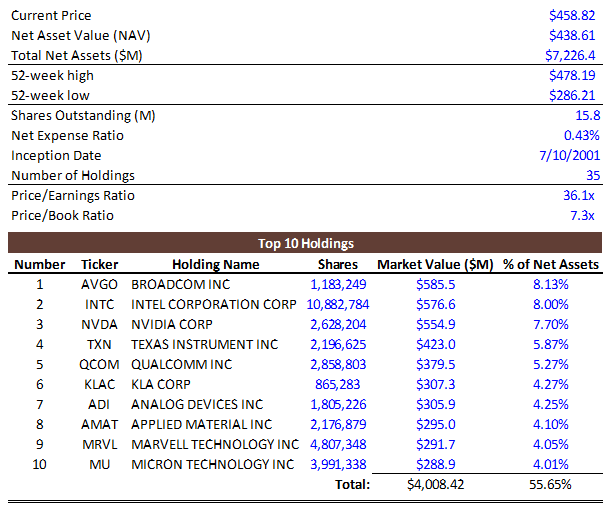 Current Price $458.82
Net Asset Value (NAV) $438.61
Total Net Assets ($M) $7,226.4
52-week high $478.19
52-week low $286.21
Shares Outstanding (M) 15.8
Net Expense Ratio 0.43%
Inception Date 7/10/2001
Number of Holdings 35
Price/Earnings Ratio 36.1x
Price/Book Ratio 7.3x
Top 10 Holdings
Number Ticker Holding Name Shares Market Value ($M) % of Net Assets
1 AVGO BROADCOM INC 1,183,249 $585.5 8.13%
2 INTC INTEL CORPORATION CORP 10,882,784 $576.6 8.00%
3 NVDA NVIDIA CORP 2,628,204 $554.9 7.70%
4 TXN TEXAS INSTRUMENT INC 2,196,625 $423.0 5.87%
5 QCOM QUALCOMM INC 2,858,803 $379.5 5.27%
6 KLAC KLA CORP 865,283 $307.3 4.27%
7 ADI ANALOG DEVICES INC 1,805,226 $305.9 4.25%
8 AMAT APPLIED MATERIAL INC 2,176,879 $295.0 4.10%
9 MRVL MARVELL TECHNOLOGY INC 4,807,348 $291.7 4.05%
10 MU MICRON TECHNOLOGY INC 3,991,338 $288.9 4.01%
Total: $4,008.42 55.65%